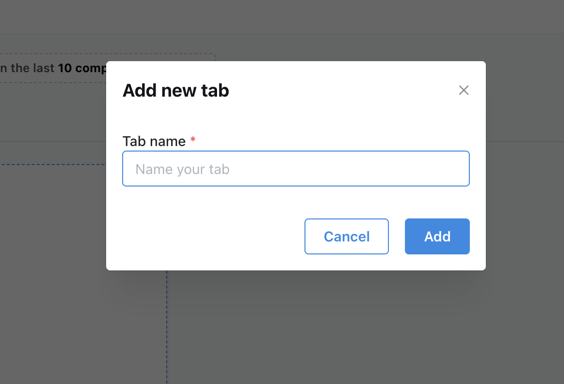 n the last 10 comp
Add new tab
Tab name *
Name your tab
Cancel
Add